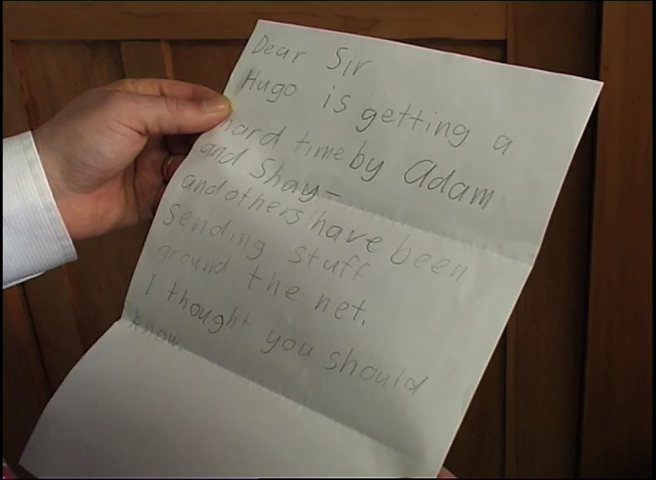 Dear Sir
Hugo is getting a
hard time by Adam
and Shay—
and others have been
sending stuff
around the net.
I thought you should
know.